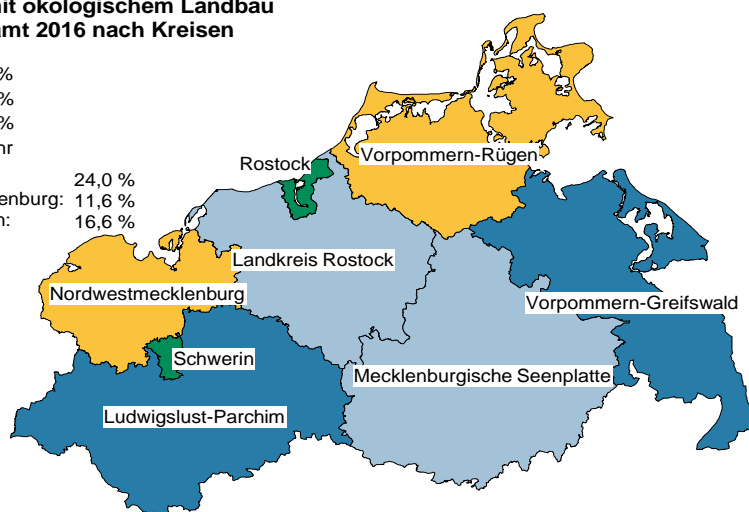 mit ökologischem Landbau
amt 2016 nach Kreisen
%
%
%
hr
24,0 %
enburg: 11,6 %
n: 16,6 %
Rostock
Vorpommern-Rügen
Landkreis Rostock
Nordwestmecklenburg
Vorpommern-Greifswald
Schwerin
Mecklenburgische Seenplatte
Ludwigslust-Parchim